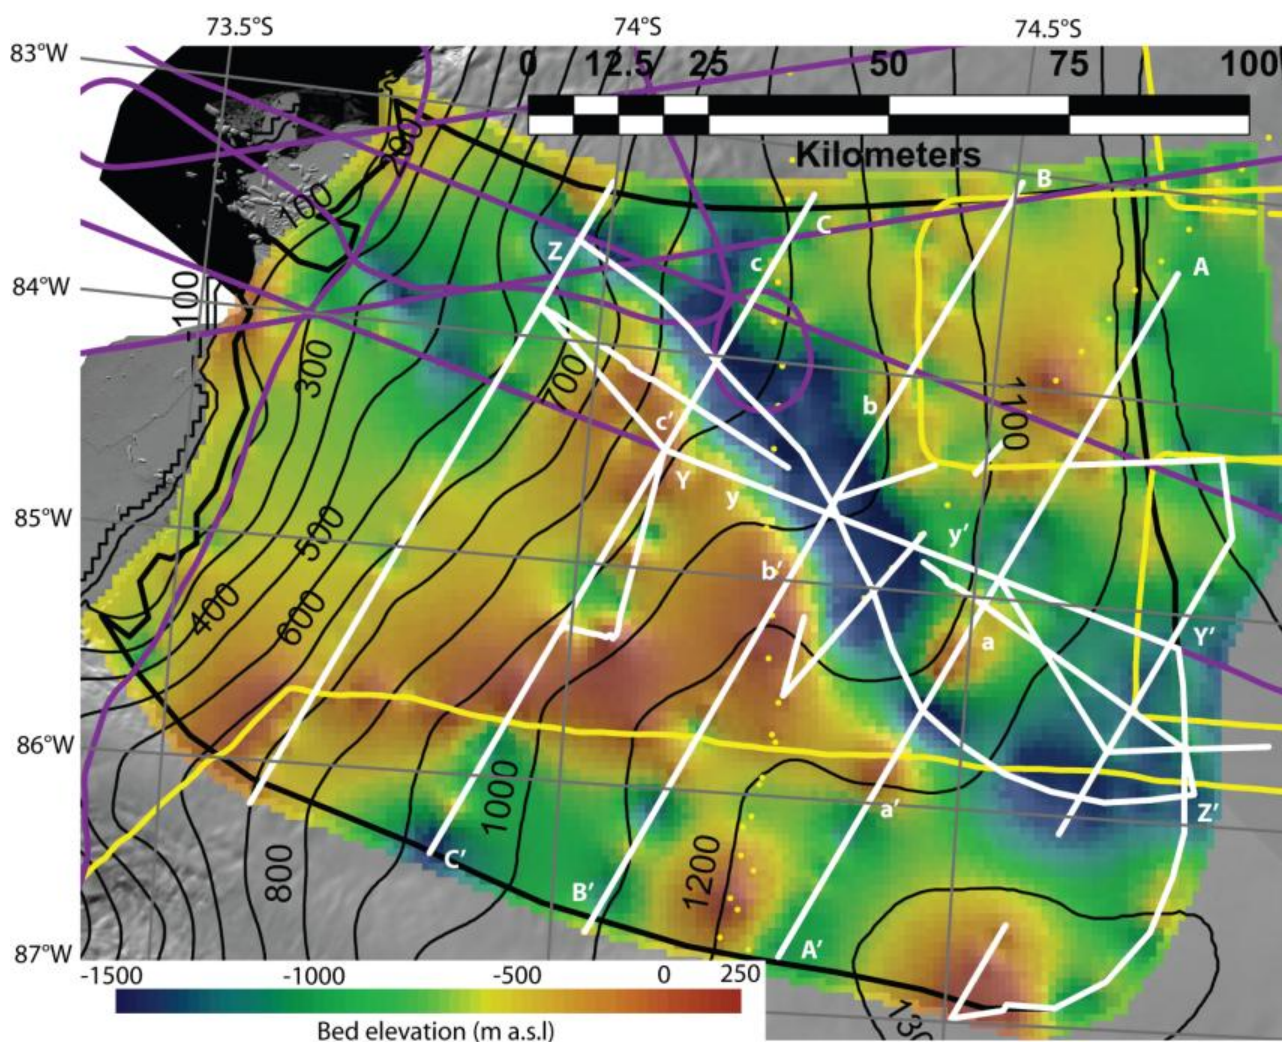 73.5°S 74°S 74.5°S
83°W
0 12.5 25 50 75 100
Kilometers
200
100
B
C
A
Z
c
84°W
100
300
700
b
1100
c'
Y
y
85°W
500
y'
b'
400
600
a
Y'
86°W
1000
a'
Z'
800
C'
1200
B'
A'
87°W
-1500 -1000 -500 0 250
130
Bed elevation (m a.s.l)